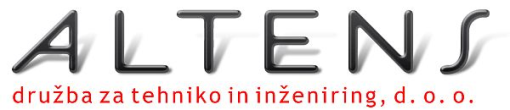 ALTENS
družba za tehniko in inženiring, d. o. o.